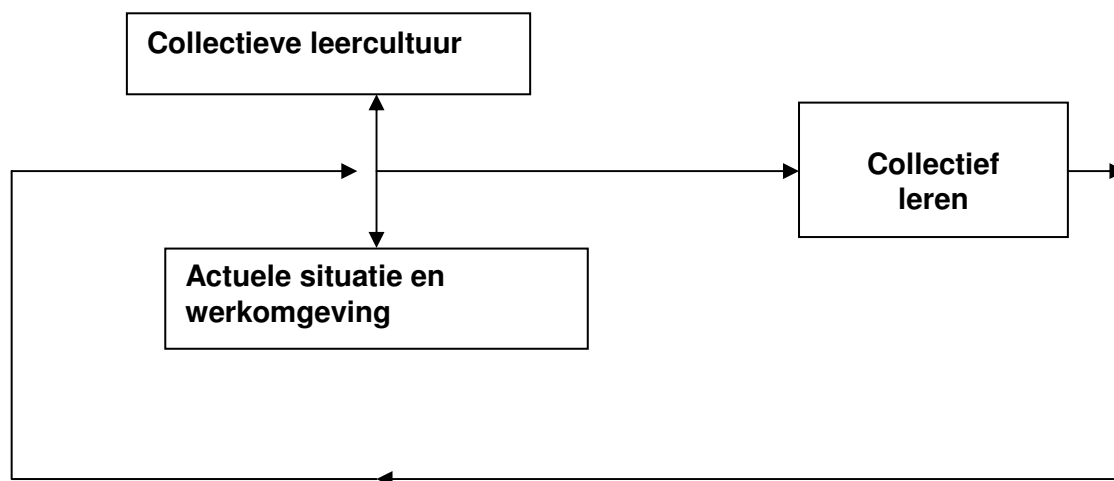 Collectieve leercultuur
Collectief
leren
Actuele situatie en
werkomgeving